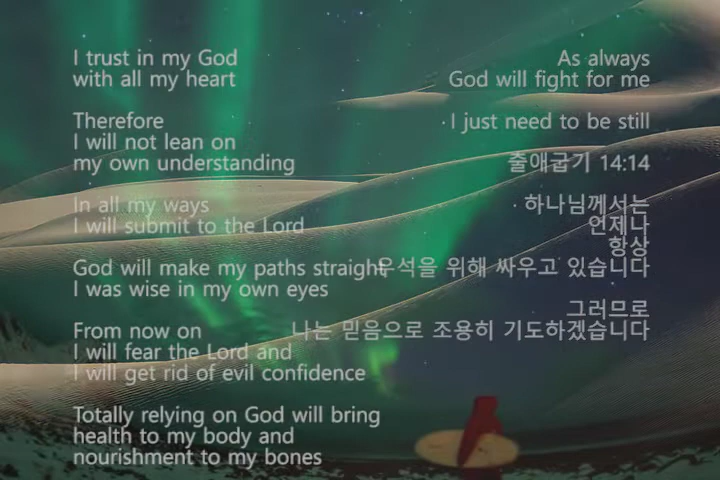 I trust in my God
with all my heart
Therefore
I will not lean on
my own understanding
In all my ways
I will submit to the Lord
God will make my paths straight
I was wise in my own eyes
From now on
I will fear the Lord and
I will get rid of evil confidence
Totally relying on God will bring
health to my body and
nourishment to my bones
As always
God will fight for me
I just need to be still
줄애굽기 14:14
하나님께서는
언제나
항상
우석을 위해 싸우고 있습니다
그러므로
나는 믿음으로 조용히 기도하겠습니다